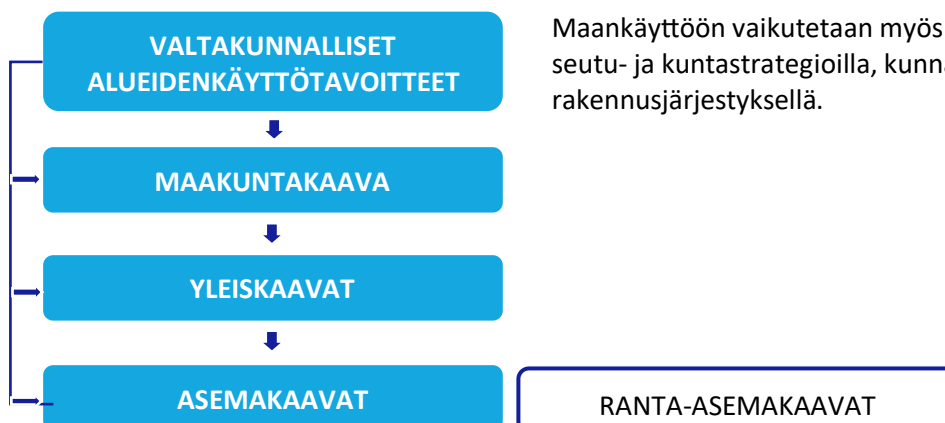 VALTAKUNNALLISET
ALUEIDENKÄYTTÖTAVOITTEET
Maankäyttöön vaikutetaan myös
seutu- ja kuntastrategioilla,
rakennusjärjestyksellä.
MAAKUNTAKAAVA
YLEISKAAVAT
ASEMAKAAVAT
RANTA-ASEMAKAAVAT